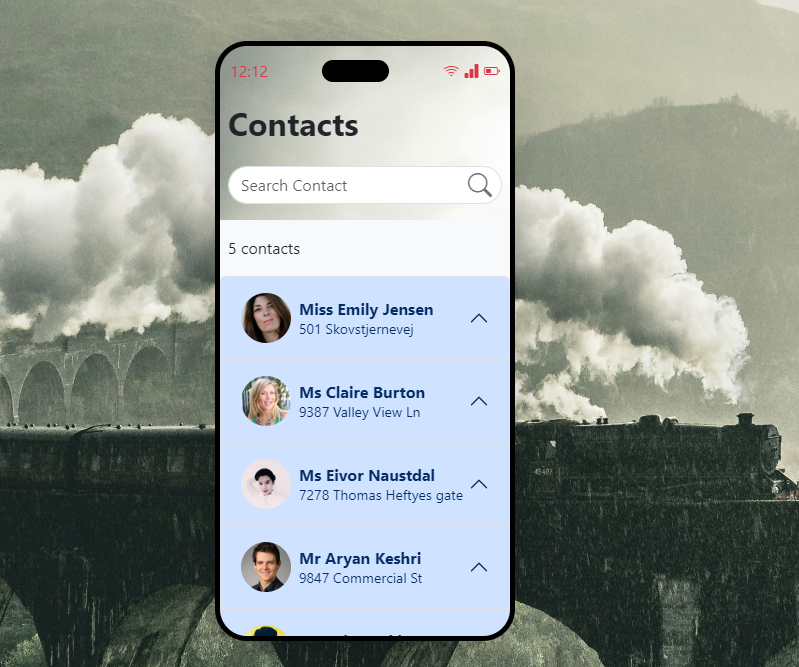 12:12
Contacts
Search Contact
5 contacts
Miss Emily Jensen
501 Skovstjernevej
Ms Claire Burton
9387 Valley View Ln
Ms Eivor Naustdal
7278 Thomas Heftyes gate
Mr Aryan Keshri
9847 Commercial St